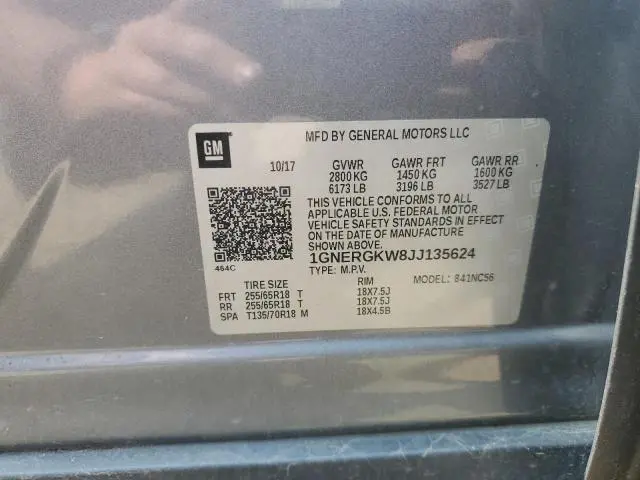 GM
MFD BY GENERAL MOTORS LLC
10/17 GVWR GAWR FRT GAWR RR
2800 KG 1450 KG 1600 KG
6173 LB 3196 LB 3527 LB
THIS VEHICLE CONFORMS TO ALL
APPLICABLE U.S. FEDERAL MOTOR
VEHICLE SAFETY STANDARDS IN EFFECT
ON THE DATE OF MANUFACTURE
SHOWN ABOVE.
1GNERGKW8JJ135624
464C
TYPE: M.P.V. MODEL: 841NC56
TIRE SIZE RIM
FRT 255/65R18 T 18X7.5J
RR 255/65R18 T 18X7.5J
SPA T135/70R18 M 18X4.5B